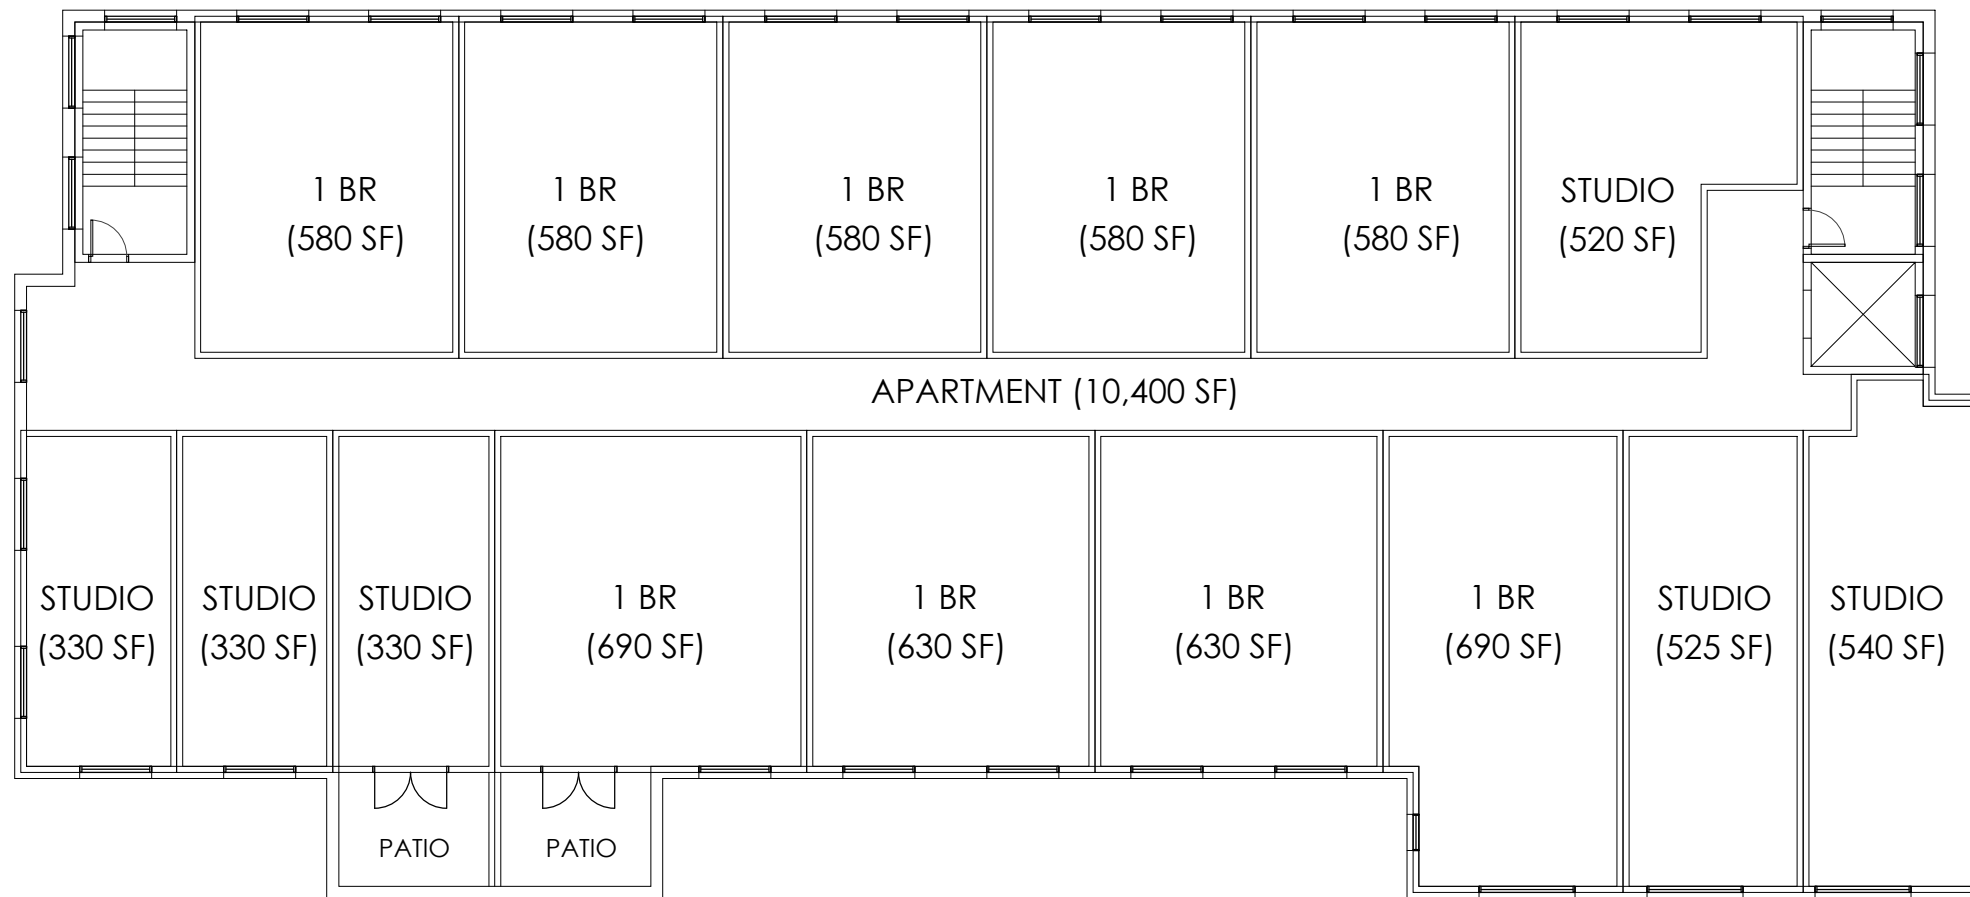 1 BR
(580 SF)
1 BR
(580 SF)
1 BR
(580 SF)
1 BR
(580 SF)
1 BR
(580 SF)
STUDIO
(520 SF)
APARTMENT (10,400 SF)
STUDIO
(330 SF)
STUDIO
(330 SF)
STUDIO
(330 SF)
1 BR
(690 SF)
1 BR
(630 SF)
1 BR
(630 SF)
1 BR
(690 SF)
STUDIO
(525 SF)
STUDIO
(540 SF)
PATIO
PATIO